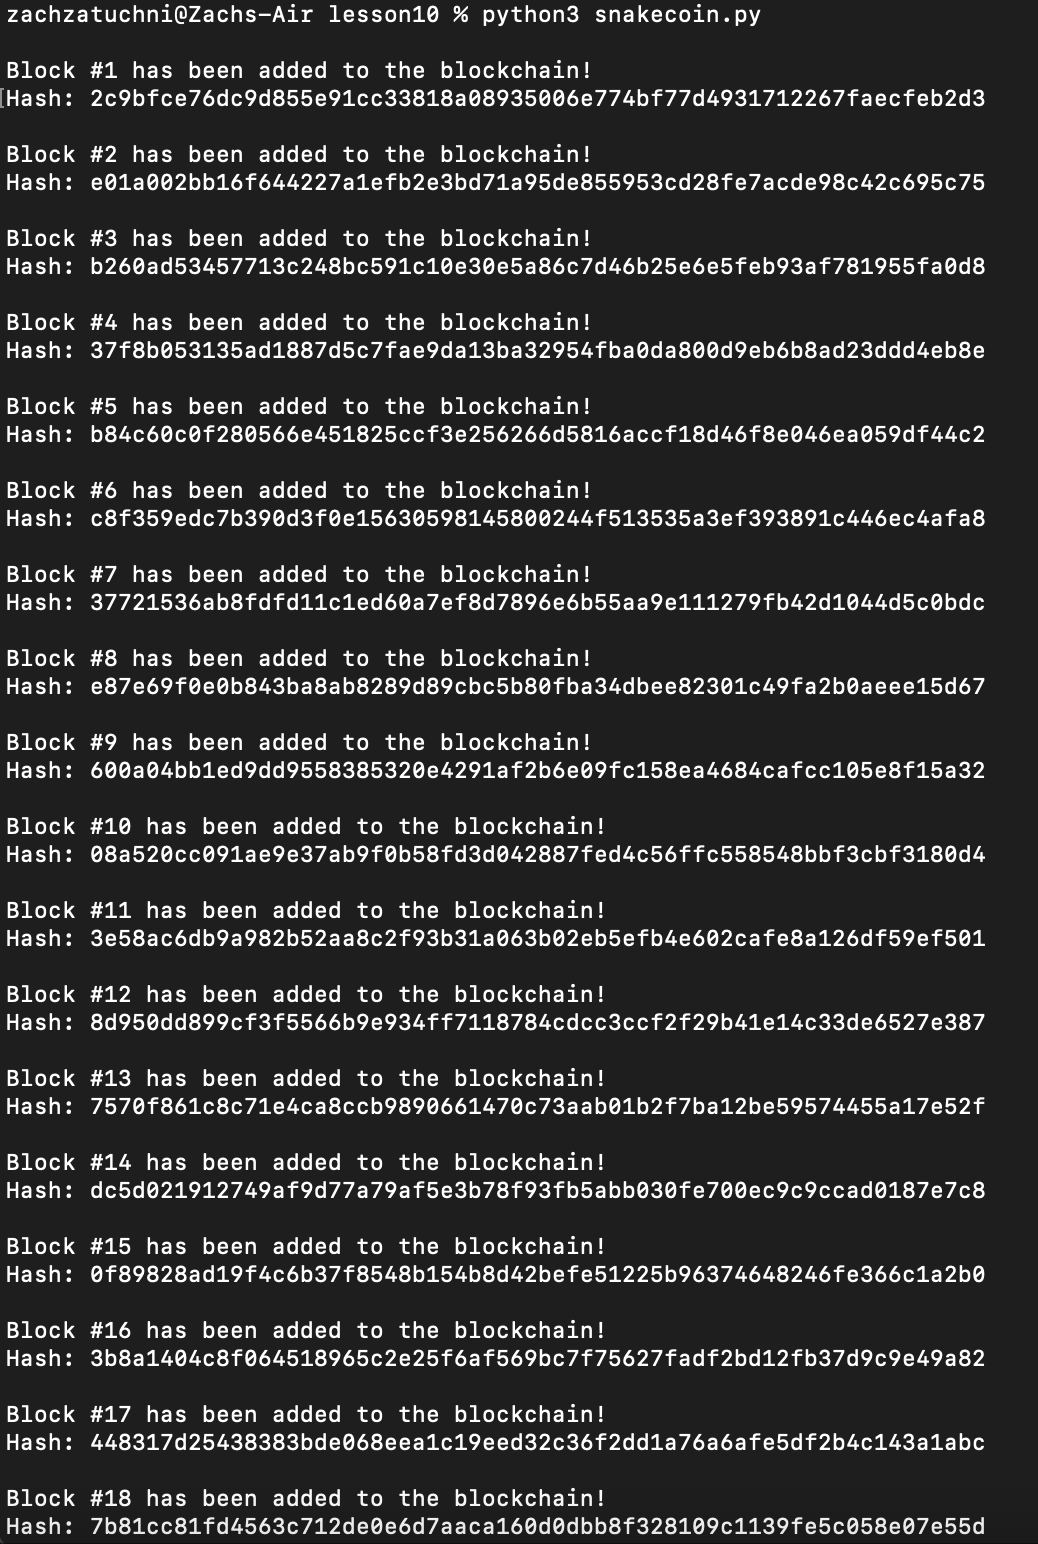 zachzatuchni@Zachs-Air lesson10 % python3 snakecoin.py
Block #1 has been added to the blockchain!
Hash: 2c9bfce76dc9d855e91cc33818a08935006e774bf77d4931712267faecfeb2d3
Block #2 has been added to the blockchain!
Hash: e01a002bb16f644227a1efb2e3bd71a95de855953cd28fe7acde98c42c695c75
Block #3 has been added to the blockchain!
Hash: b260ad53457713c248bc591c10e30e5a86c7d46b25e6e5feb93af781955fa0d8
Block #4 has been added to the blockchain!
Hash: 37f8b053135ad1887d5c7fae9da13ba32954fba0da800d9eb6b8ad23ddd4eb8e
Block #5 has been added to the blockchain!
Hash: b84c60c0f280566e451825ccf3e256266d5816accf18d46f8e046ea059df44c2
Block #6 has been added to the blockchain!
Hash: c8f359edc7b390d3f0e15630598145800244f513535a3ef393891c446ec4afa8
Block #7 has been added to the blockchain!
Hash: 37721536ab8fdfd11c1ed60a7ef8d7896e6b55aa9e111279fb42d1044d5c0bdc
Block #8 has been added to the blockchain!
Hash: e87e69f0e0b843ba8ab8289d89cbc5b80fba34dbee82301c49fa2b0aeee15d67
Block #9 has been added to the blockchain!
Hash: 600a04bb1ed9dd9558385320e4291af2b6e09fc158ea4684cafcc105e8f15a32
Block #10 has been added to the blockchain!
Hash: 08a520cc091ae9e37ab9f0b58fd3d042887fed4c56ffc558548bbf3cbf3180d4
Block #11 has been added to the blockchain!
Hash: 3e58ac6db9a982b52aa8c2f93b31a063b02eb5efb4e602cafe8a126df59ef501
Block #12 has been added to the blockchain!
Hash: 8d950dd899cf3f5566b9e934ff7118784cdcc3ccf2f29b41e14c33de6527e387
Block #13 has been added to the blockchain!
Hash: 7570f861c8c71e4ca8ccb9890661470c73aab01b2f7ba12be59574455a17e52f
Block #14 has been added to the blockchain!
Hash: dc5d021912749af9d77a79af5e3b78f93fb5abb030fe700ec9c9ccad0187e7c8
Block #15 has been added to the blockchain!
Hash: 0f89828ad19f4c6b37f8548b154b8d42befe51225b96374648246fe366c1a2b0
Block #16 has been added to the blockchain!
Hash: 3b8a1404c8f064518965c2e25f6af569bc7f75627fadf2bd12fb37d9c9e49a82
Block #17 has been added to the blockchain!
Hash: 448317d25438383bde068eea1c19eed32c36f2dd1a76a6afe5df2b4c143a1abc
Block #18 has been added to the blockchain!
Hash: 7b81cc81fd4563c712de0e6d7aaca160d0dbb8f328109c1139fe5c058e07e55d